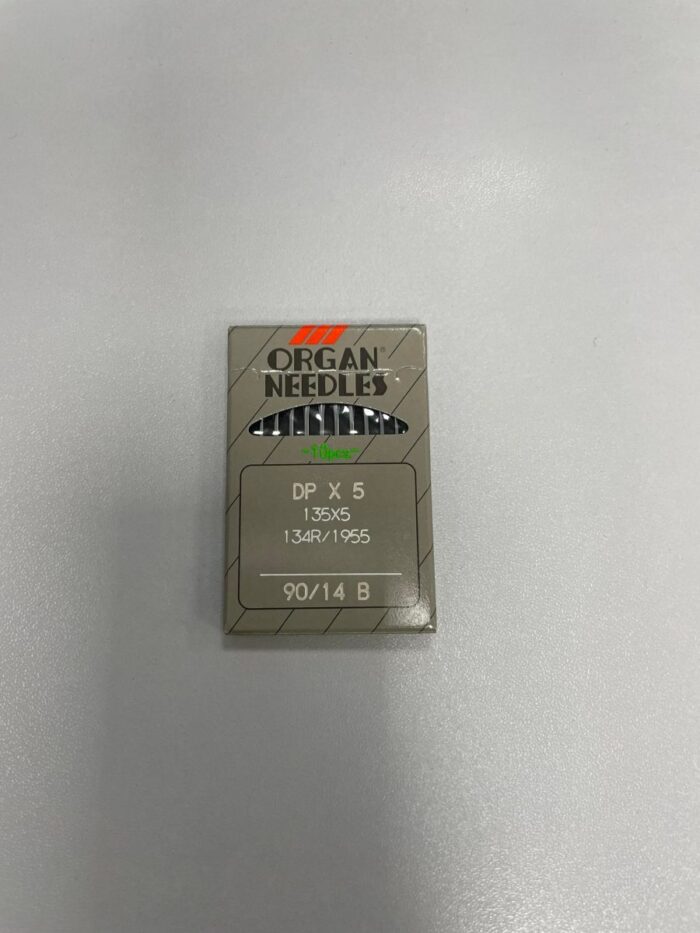 ORGAN®
NEEDLES
-10pcs.-
DP X 5
135X5
134R/1955
90/14 B